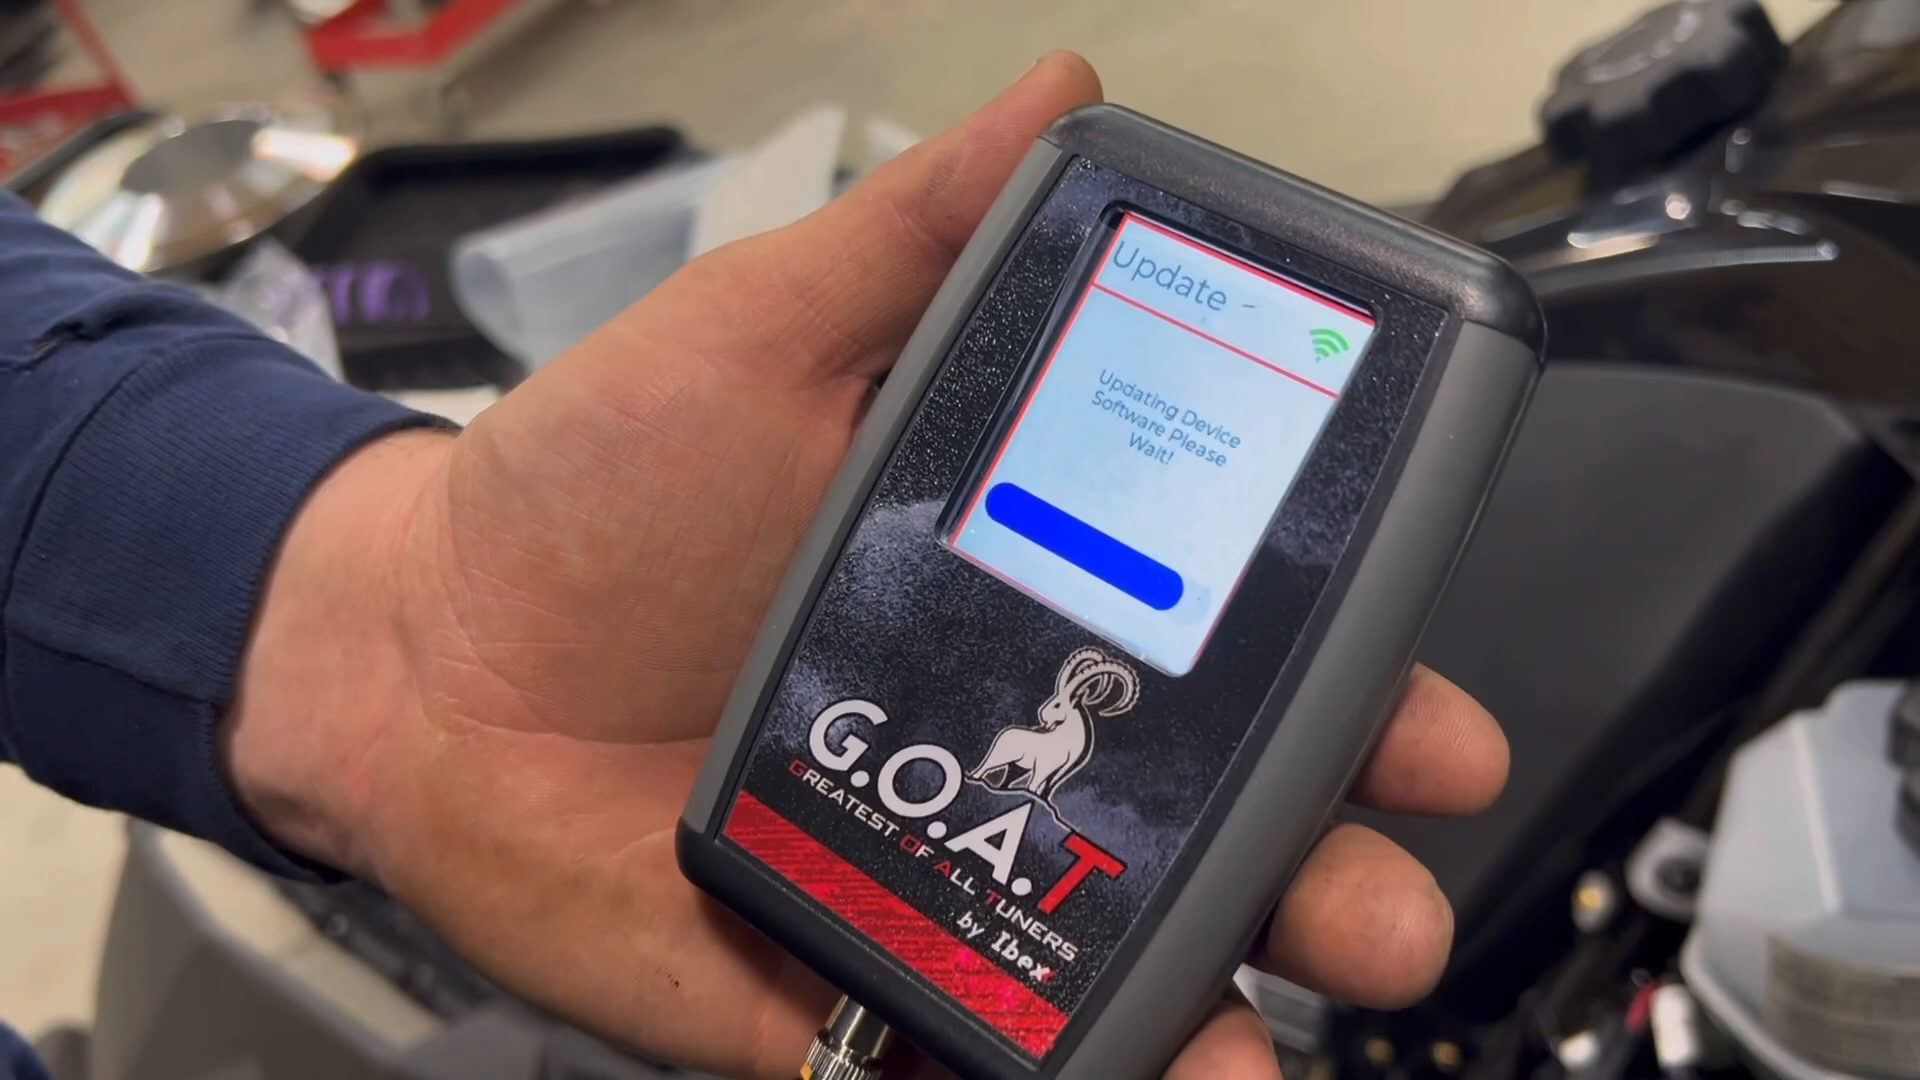 Update
Updating Device
Software Please
Wait!
G.O.A.T
GREATEST OF ALL TUNERS
by Ibex